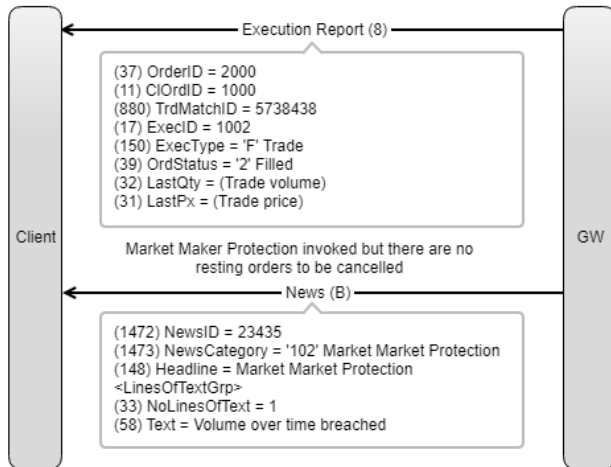 Execution Report (8)
(37) OrderID = 2000
(11) ClOrdID = 1000
(880) TrdMatchID = 5738438
(17) ExecID = 1002
(150) ExecType = 'F' Trade
(39) OrdStatus = '2' Filled
(32) LastQty = (Trade volume)
(31) LastPx = (Trade price)
Client
GW
Market Maker Protection invoked but there are no
resting orders to be cancelled
News (B)
(1472) NewsID = 23435
(1473) NewsCategory = '102' Market Market Protection
(148) Headline = Market Market Protection
<LinesOfTextGrp>
(33) NoLinesOfText = 1
(58) Text = Volume over time breached